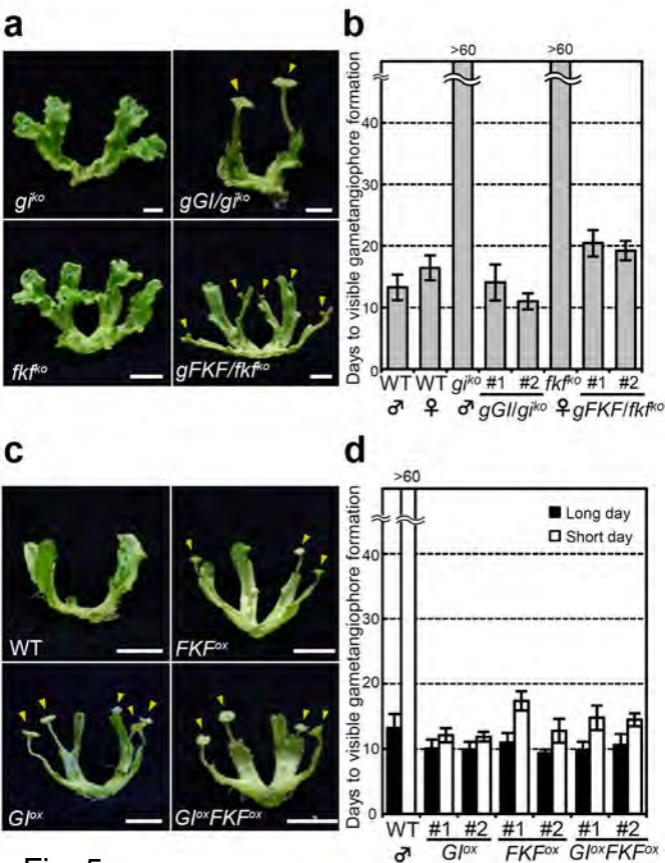 a
gi^ko
gGI/gi^ko
fkf^ko
gFKF/fkf^ko
b
>60 >60
Days to visible gametangiophore formation
40
30
20
10
0
WT WT gi^ko #1 #2 fkf^ko #1 #2
♂ ♀ ♂ gGI/gi^ko ♀ gFKF/fkf^ko
c
WT
FKF^ox
GI^ox
GI^oxFKF^ox
d
>60
Days to visible gametangiophore formation
Long day
Short day
40
30
20
10
0
WT #1 #2 #1 #2 #1 #2
♂ GI^ox FKF^ox GI^oxFKF^ox